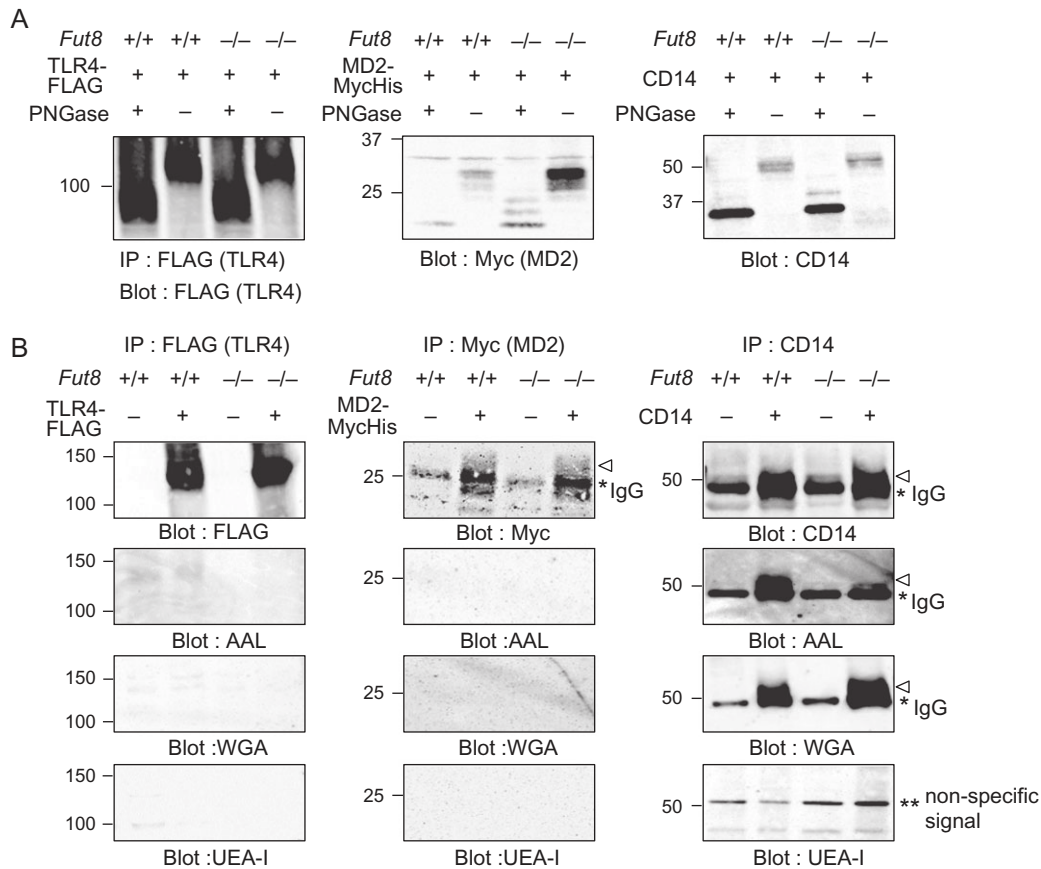 A
Fut8 +/+ +/+ –/– –/–
TLR4-
FLAG + + + +
PNGase + – + –
100
IP : FLAG (TLR4)
Blot : FLAG (TLR4)
Fut8 +/+ +/+ –/– –/–
MD2-
MycHis + + + +
PNGase + – + –
37
25
Blot : Myc (MD2)
Fut8 +/+ +/+ –/– –/–
CD14 + + + +
PNGase + – + –
50
37
Blot : CD14
B
IP : FLAG (TLR4)
Fut8 +/+ +/+ –/– –/–
TLR4-
FLAG – + – +
150
100
Blot : FLAG
150
100
Blot : AAL
150
100
Blot :WGA
150
100
Blot :UEA-I
IP : Myc (MD2)
Fut8 +/+ +/+ –/– –/–
MD2-
MycHis – + – +
25
* IgG
Blot : Myc
25
Blot :AAL
25
Blot :WGA
25
Blot :UEA-I
IP : CD14
Fut8 +/+ +/+ –/– –/–
CD14 – + – +
50
* IgG
Blot : CD14
50
* IgG
Blot : AAL
50
* IgG
Blot : WGA
50
** non-specific
signal
Blot : UEA-I